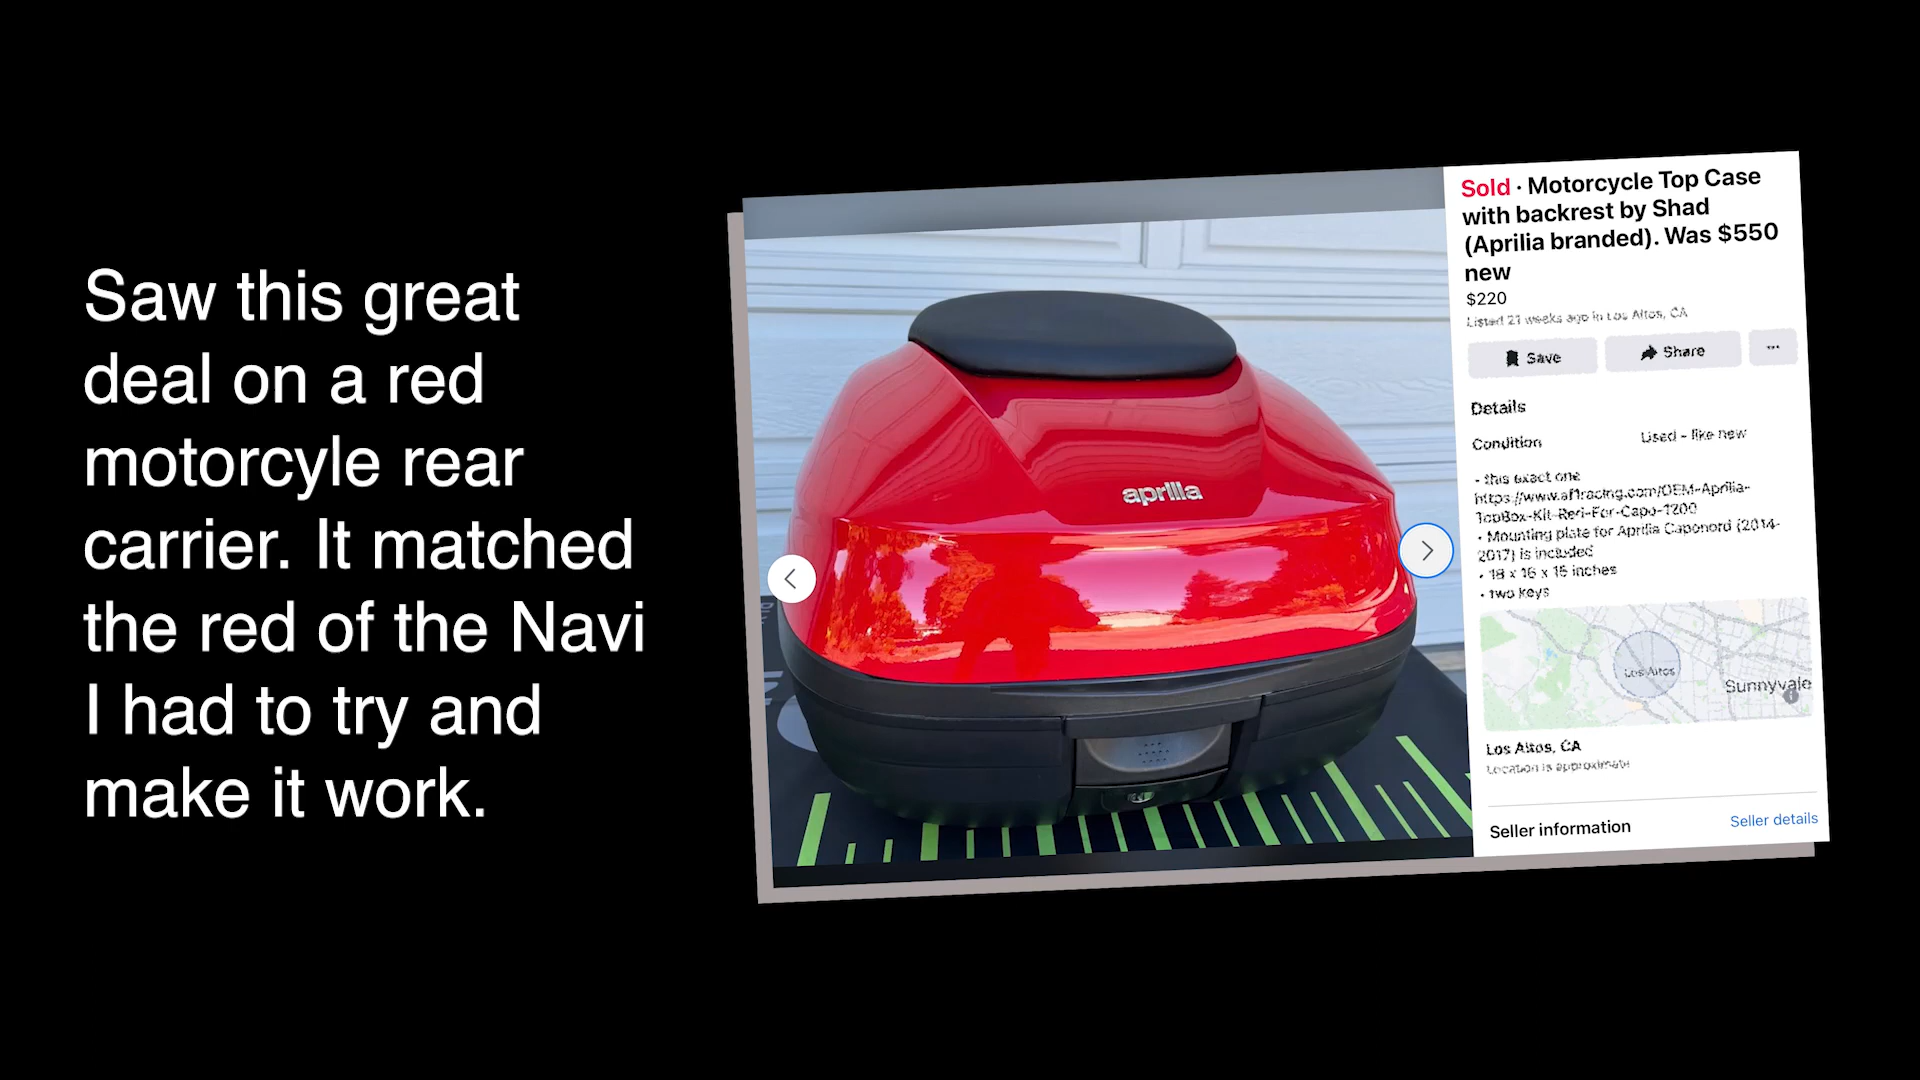 Saw this great
deal on a red
motorcyle rear
carrier. It matched
the red of the Navi
I had to try and
make it work.
aprilia
Sold · Motorcycle Top Case
with backrest by Shad
(Aprilia branded). Was $550
new
$220
Listed 21 weeks ago in Los Altos, CA
Save
Share
Details
Condition
Used - like new
- this exact one
https://www.af1racing.com/OEM-Aprilia-
TopBox-Kit-Red-For-Capo-1200
• Mounting plate for Aprilia Caponord (2014-
2017) is included
• 18 x 16 x 15 inches
• two keys
Los Altos
Sunnyvale
Los Altos, CA
Location is approximate
Seller information
Seller details